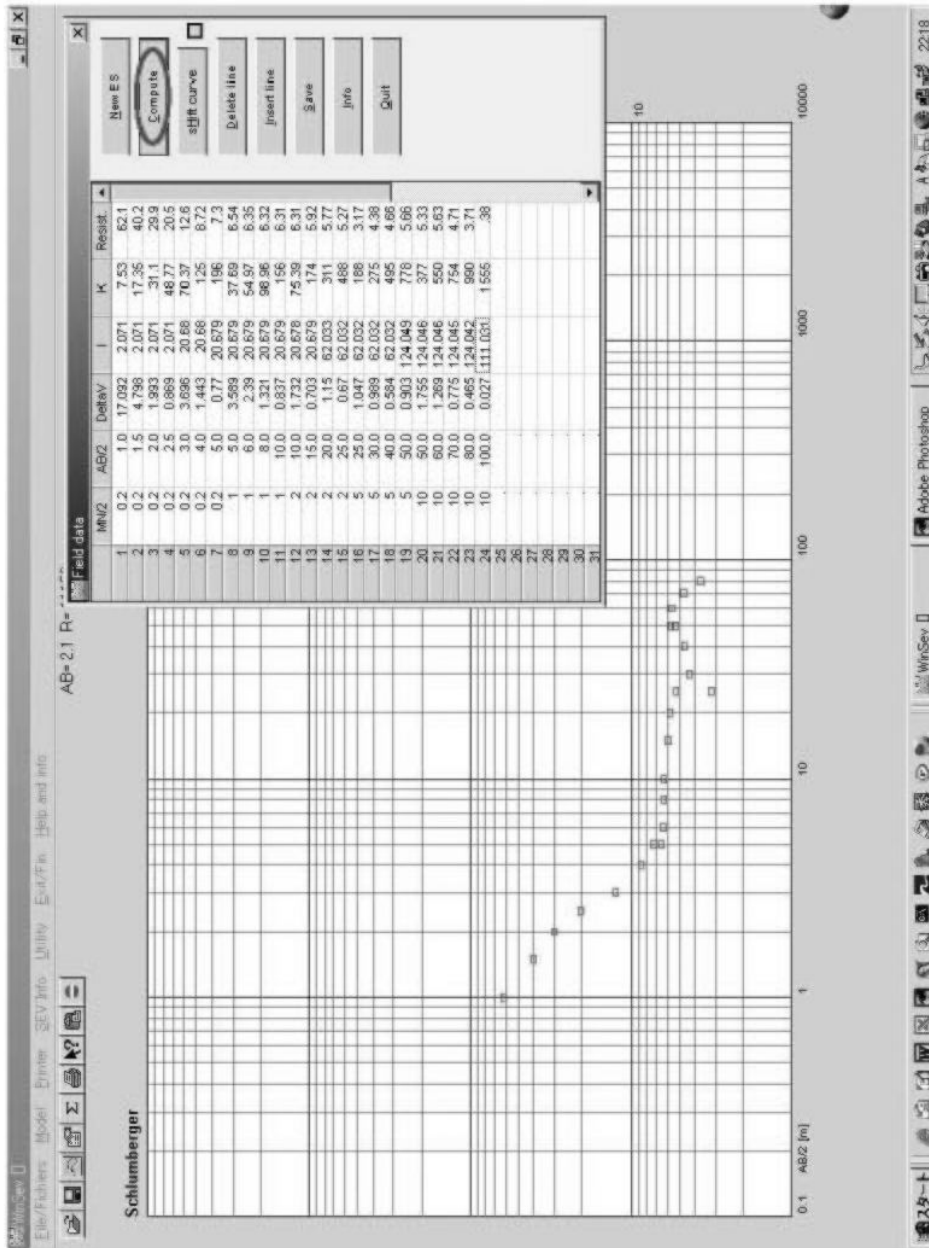 WinSev
File/Fichiers Model Printer SEV Info Utility Exit/Fin Help and info
AB= 2.1 R=
Schlumberger
10
0.1 AB/2 [m] 1 10 100 1000 10000
Field data
MN/2 AB/2 DeltaV I K Resist.
1 0.2 1.0 17.092 2.071 7.53 62.1
2 0.2 1.5 4.798 2.071 17.35 40.2
3 0.2 2.0 1.993 2.071 31.1 29.9
4 0.2 2.5 0.869 2.071 48.77 20.5
5 0.2 3.0 3.696 20.68 70.37 12.6
6 0.2 4.0 1.443 20.68 125 8.72
7 0.2 5.0 0.77 20.679 196 7.3
8 1 5.0 3.589 20.679 37.69 6.54
9 1 6.0 2.39 20.679 54.97 6.35
10 1 8.0 1.321 20.679 98.96 6.32
11 1 10.0 0.837 20.679 156 6.31
12 2 10.0 1.732 20.678 75.39 6.31
13 2 15.0 0.703 20.679 174 5.92
14 2 20.0 1.15 62.033 311 5.77
15 2 25.0 0.67 62.032 488 5.27
16 5 25.0 1.047 62.032 188 3.17
17 5 30.0 0.989 62.032 275 4.38
18 5 40.0 0.584 62.032 495 4.66
19 5 50.0 0.903 124.049 778 5.66
20 10 50.0 1.755 124.046 377 5.33
21 10 60.0 1.269 124.046 550 5.63
22 10 70.0 0.775 124.045 754 4.71
23 10 80.0 0.465 124.042 990 3.71
24 10 100.0 0.027 111.031 1 555 .38
25
26
27
28
29
30
31
New ES
Compute
sHift curve
Delete line
Insert line
Save
Info
Quit
スタート
WinSev
Adobe Photoshop
22:18